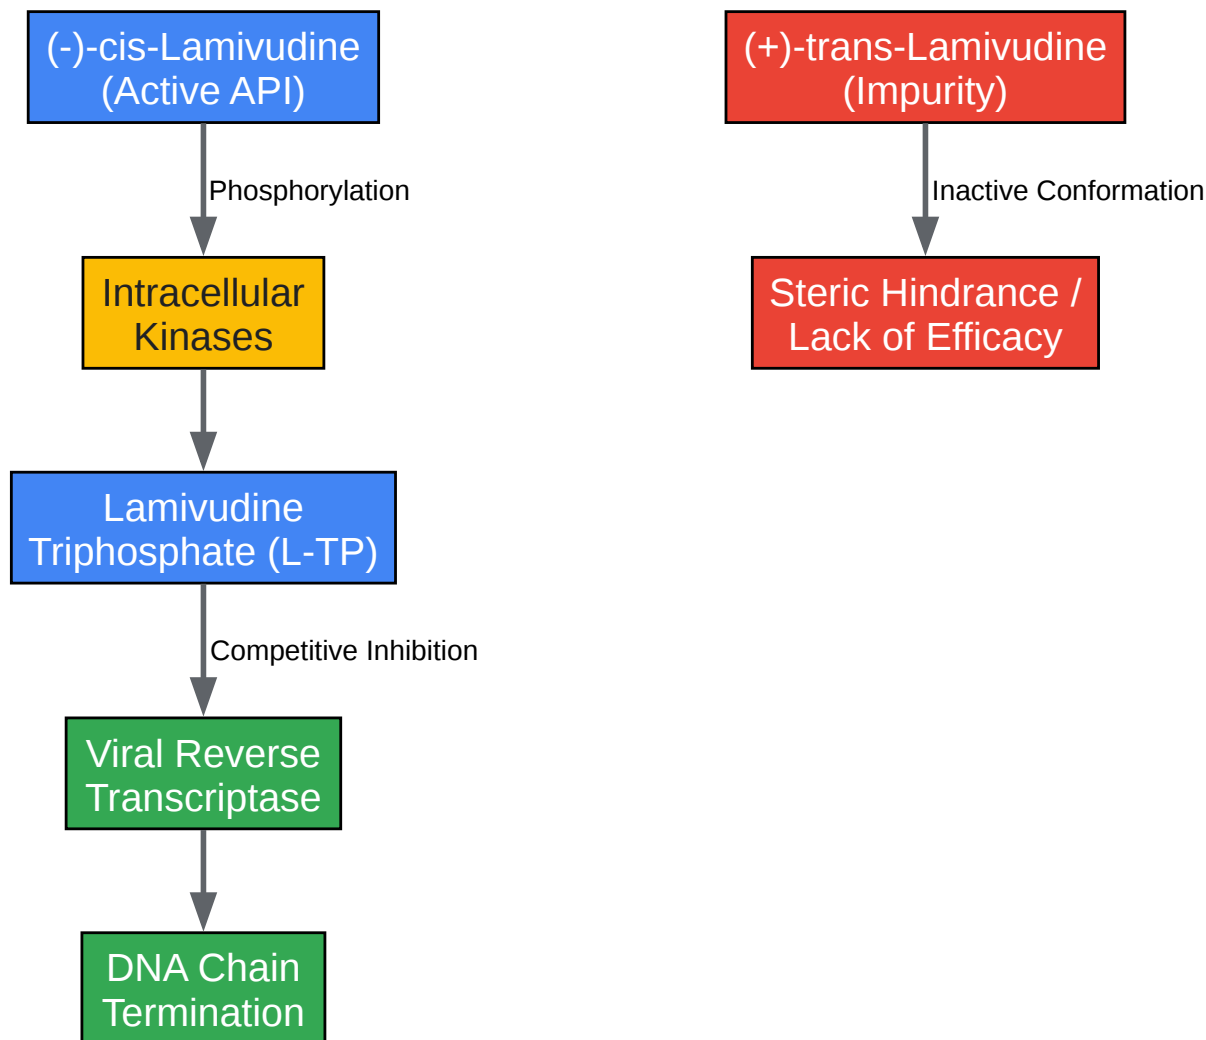 (-)-cis-Lamivudine
(Active API)
Phosphorylation
Intracellular
Kinases
Lamivudine
Triphosphate (L-TP)
Competitive Inhibition
Viral Reverse
Transcriptase
DNA Chain
Termination
(+)-trans-Lamivudine
(Impurity)
Inactive Conformation
Steric Hindrance /
Lack of Efficacy